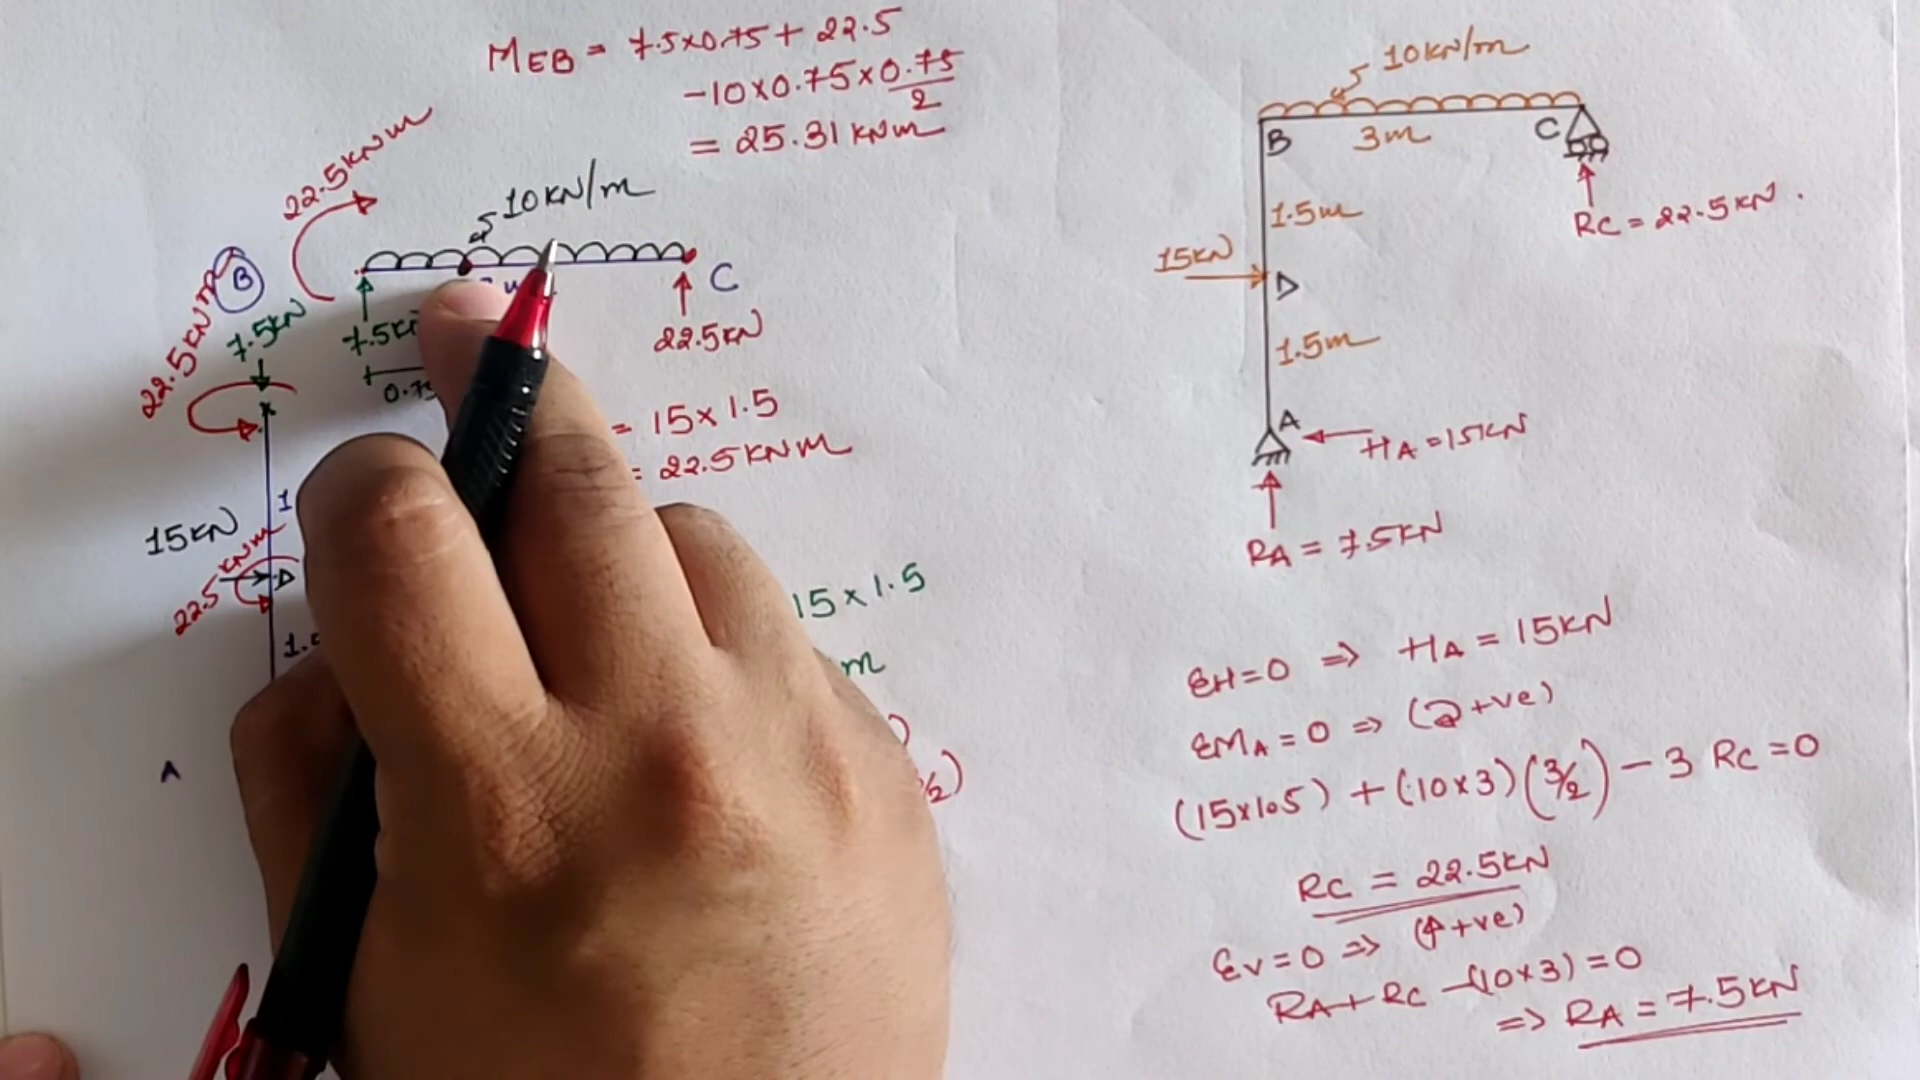 MEB = 7.5×0.75 + 22.5
-10×0.75×0.75/2
= 25.31 KNm
22.5KNm
10KN/m
B
C
22.5KNm
7.5KN
7.5KN
22.5KN
= 15×1.5
= 22.5KNm
15KN
22.5KNm
D
15×1.5
m
A
10KN/m
B
3m
C
RC = 22.5KN.
1.5m
15KN
D
1.5m
A
HA = 15KN
RA = 7.5KN
ΣH=0 ⇒ HA = 15KN
ΣMA=0 ⇒ (↻+ve)
(15×1.5) + (10×3)(3/2) - 3 RC = 0
RC = 22.5KN
ΣV=0 ⇒ (↑+ve)
RA+RC-(10×3)=0
⇒ RA = 7.5KN